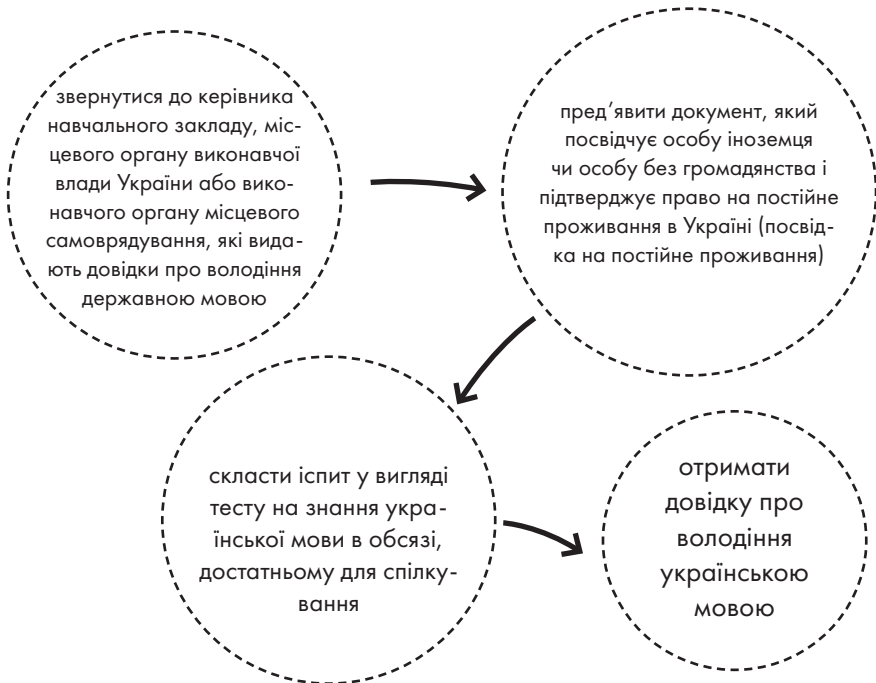 звернутися до керівника
навчального закладу, міс-
цевого органу виконавчої
влади України або вико-
навчого органу місцевого
самоврядування, які вида-
ють довідки про володіння
державною мовою
пред’явити документ, який
посвідчує особу іноземця
чи особу без громадянства і
підтверджує право на постійне
проживання в Україні (посвід-
ка на постійне проживання)
скласти іспит у вигляді
тесту на знання укра-
їнської мови в обсязі,
достатньому для спілку-
вання
отримати
довідку про
володіння
українською
мовою